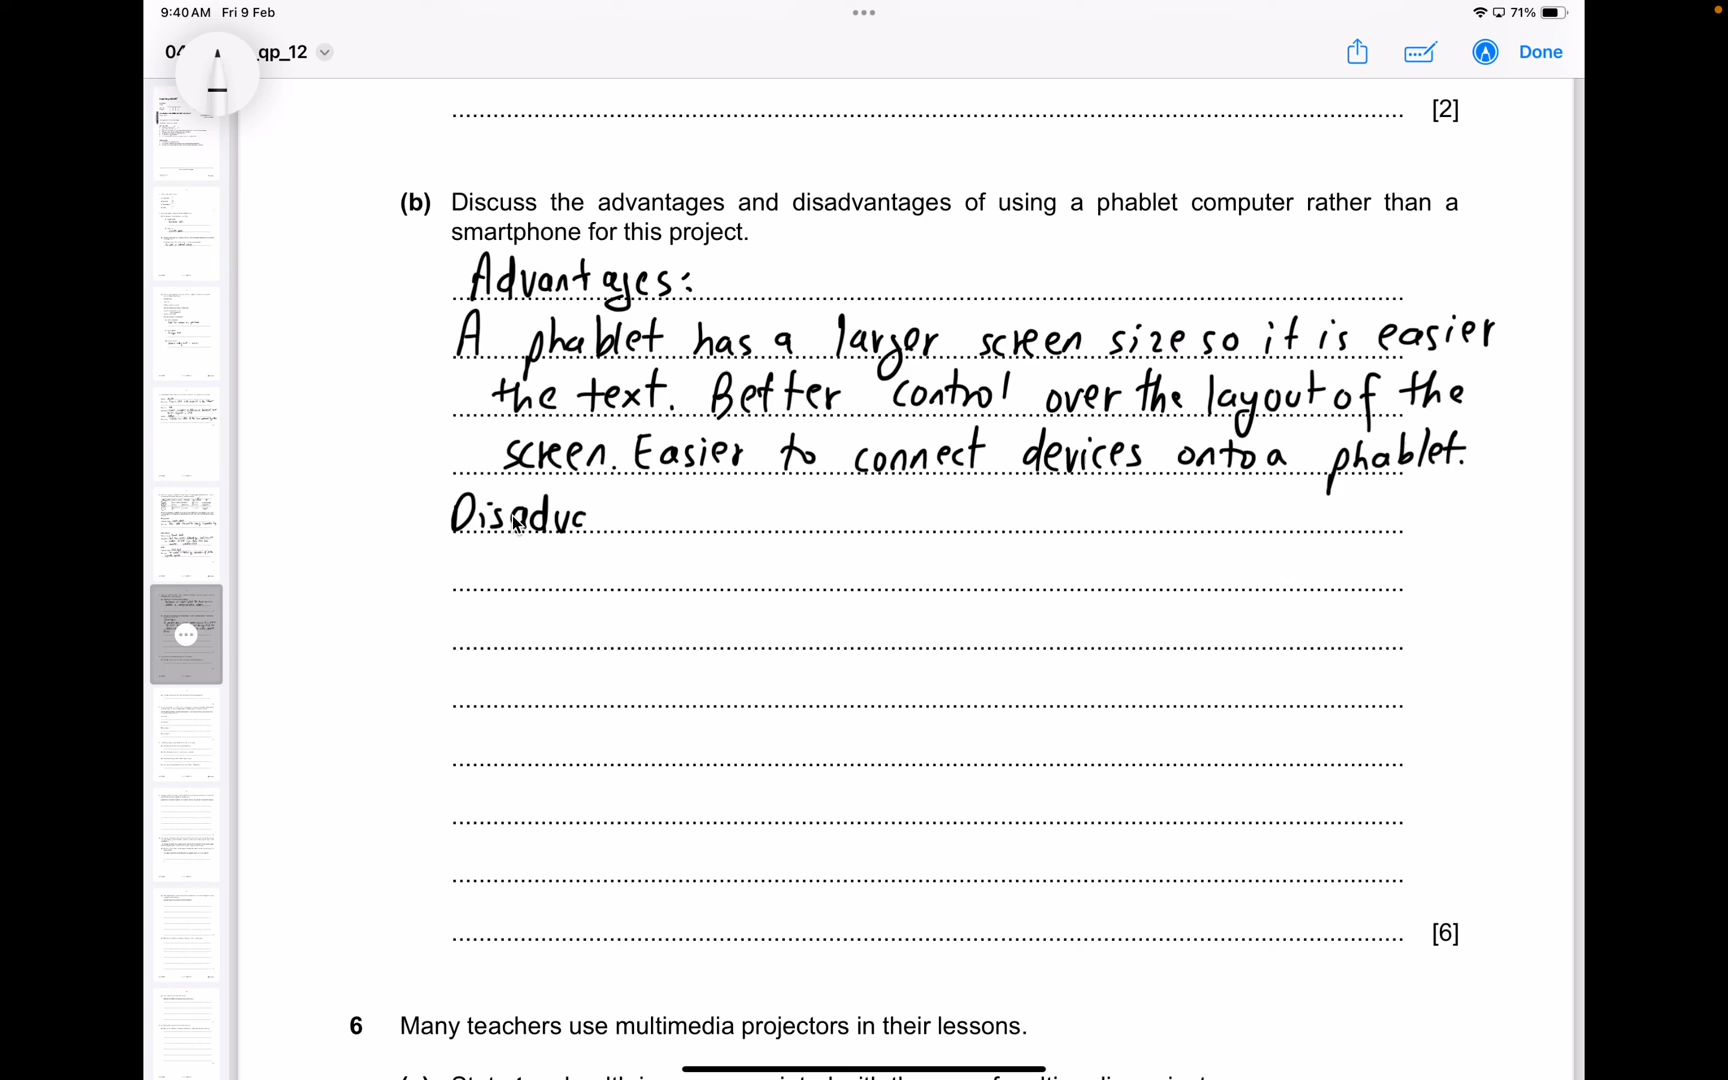 9:40 AM Fri 9 Feb
71%
04 _qp_12
Done
[2]
(b) Discuss the advantages and disadvantages of using a phablet computer rather than a
smartphone for this project.
Advantages:
A phablet has a larger screen size so it is easier
the text. Better control over the layout of the
screen. Easier to connect devices onto a phablet.
Disadva
[6]
6 Many teachers use multimedia projectors in their lessons.